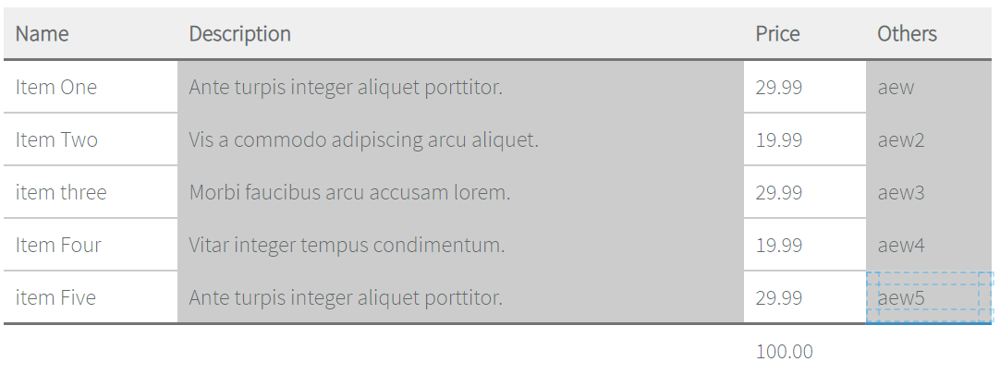 Name Description Price Others
Item One Ante turpis integer aliquet porttitor. 29.99 aew
Item Two Vis a commodo adipiscing arcu aliquet. 19.99 aew2
item three Morbi faucibus arcu accusam lorem. 29.99 aew3
Item Four Vitar integer tempus condimentum. 19.99 aew4
item Five Ante turpis integer aliquet porttitor. 29.99 aew5
100.00